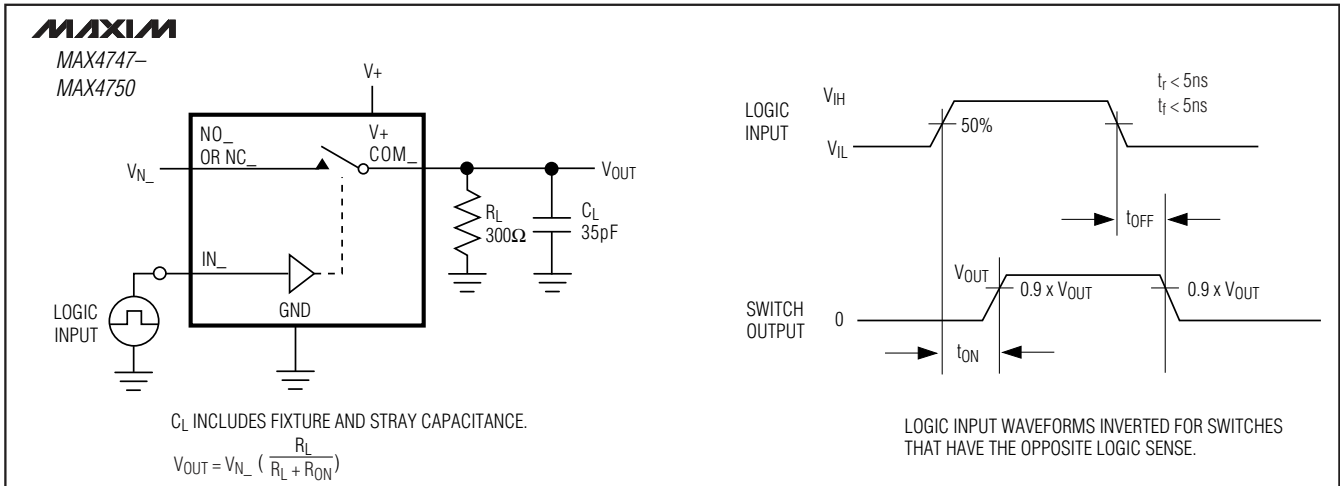 MAXIM
MAX4747–
MAX4750
V+
NO_
OR NC_
V+
COM_
V_N_
V_OUT
R_L
300Ω
C_L
35pF
IN_
GND
LOGIC
INPUT
C_L INCLUDES FIXTURE AND STRAY CAPACITANCE.
V_OUT = V_N_ ( R_L / R_L + R_ON )
LOGIC
INPUT
V_IH
V_IL
50%
t_r < 5ns
t_f < 5ns
t_OFF
SWITCH
OUTPUT
V_OUT
0
0.9 x V_OUT
0.9 x V_OUT
t_ON
LOGIC INPUT WAVEFORMS INVERTED FOR SWITCHES
THAT HAVE THE OPPOSITE LOGIC SENSE.